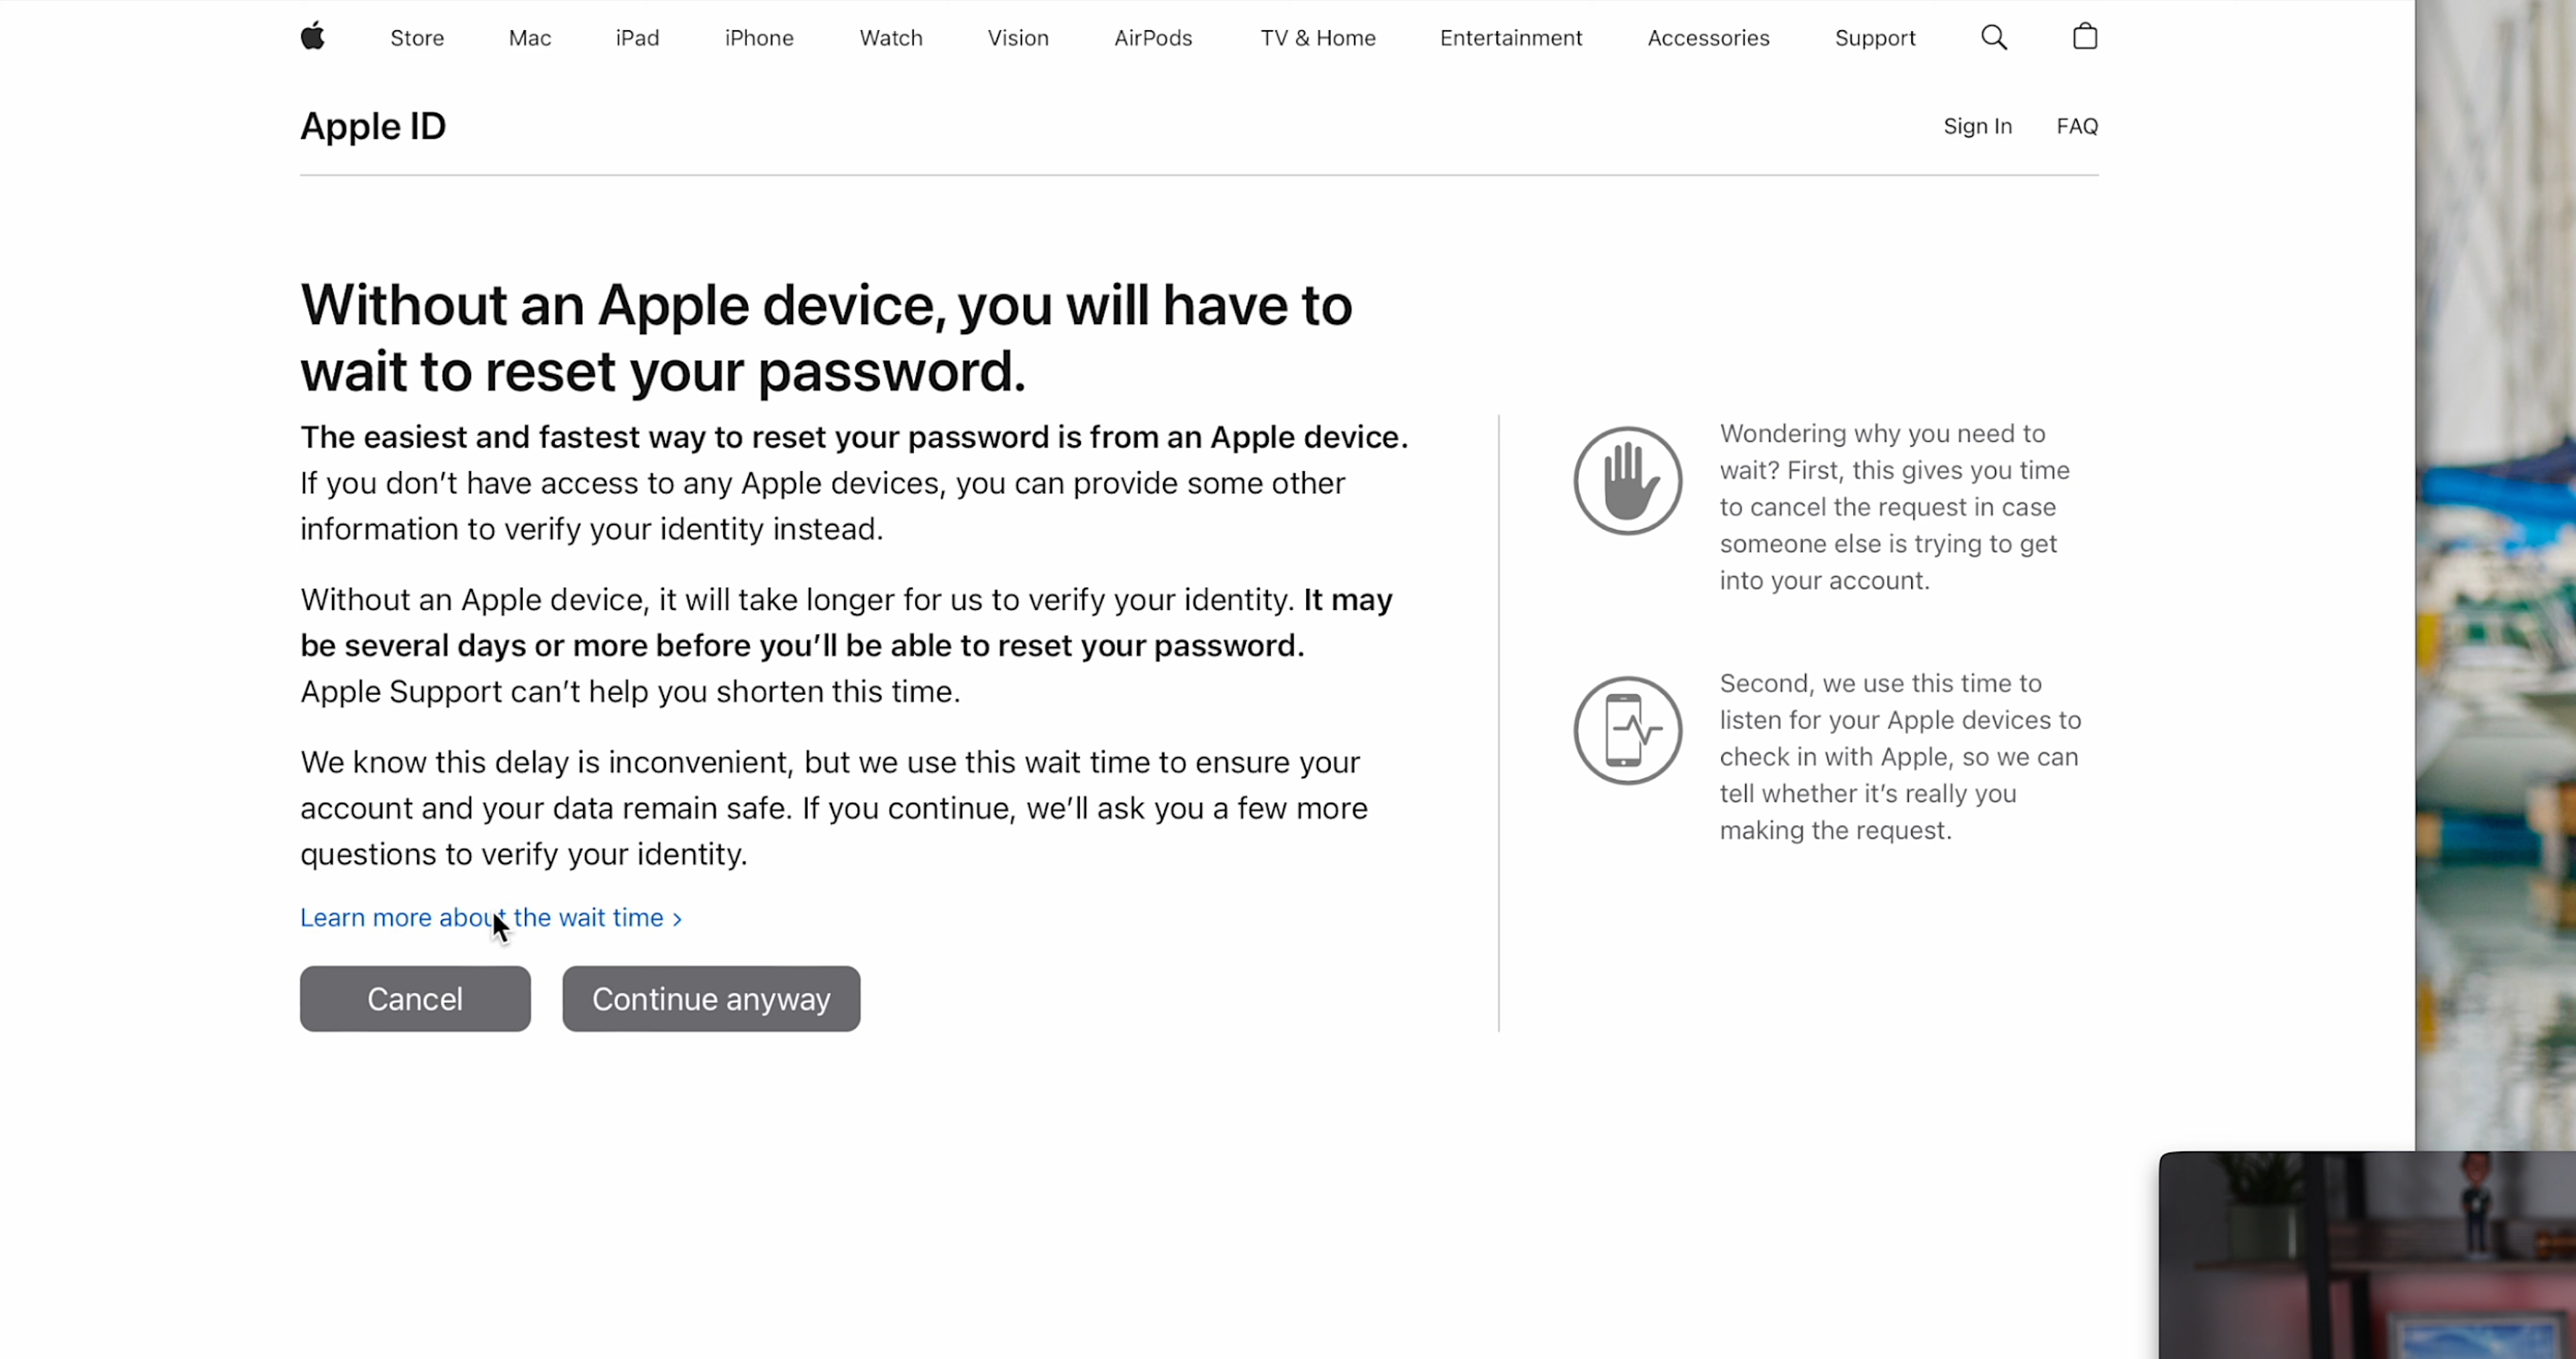 Store Mac iPad iPhone Watch Vision AirPods TV & Home Entertainment Accessories Support
Apple ID
Sign In FAQ
Without an Apple device, you will have to
wait to reset your password.
The easiest and fastest way to reset your password is from an Apple device.
If you don’t have access to any Apple devices, you can provide some other
information to verify your identity instead.
Without an Apple device, it will take longer for us to verify your identity. It may
be several days or more before you’ll be able to reset your password.
Apple Support can’t help you shorten this time.
We know this delay is inconvenient, but we use this wait time to ensure your
account and your data remain safe. If you continue, we’ll ask you a few more
questions to verify your identity.
Learn more about the wait time >
Cancel Continue anyway
Wondering why you need to
wait? First, this gives you time
to cancel the request in case
someone else is trying to get
into your account.
Second, we use this time to
listen for your Apple devices to
check in with Apple, so we can
tell whether it’s really you
making the request.